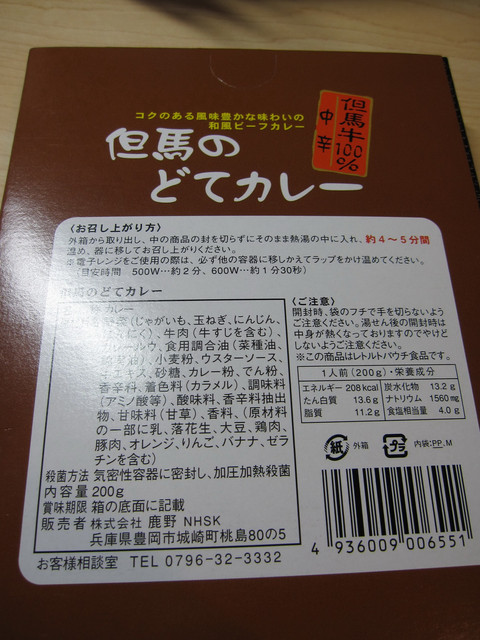 コクのある風味豊かな味わいの
和風ビーフカレー
但馬牛100%
中辛
但馬の
どてカレー
〈お召し上がり方〉
外箱から取り出し、中の商品の封を切らずにそのまま熱湯の中に入れ、約4〜5分間
温め、器に移してお召し上がりください。
※電子レンジをご使用の際は、必ず他の容器に移しかえてラップをかけ温めてください。
(目安時間 500W…約2分、600W…約1分30秒)
但馬のどてカレー
カレー
野菜(じゃがいも、玉ねぎ、にんじん、
にんにく)、牛肉(牛すじを含む)、
食用調合油(菜種油、
小麦粉、ウスターソース、
エキス、砂糖、カレー粉、でん粉、
香辛料、着色料(カラメル)、調味料
(アミノ酸等)、酸味料、香辛料抽出
物、甘味料(甘草)、香料、(原材料
の一部に乳、落花生、大豆、鶏肉、
豚肉、オレンジ、りんご、バナナ、ゼラ
チンを含む)
殺菌方法 気密性容器に密封し、加圧加熱殺菌
内容量 200g
賞味期限 箱の底面に記載
販売者 株式会社 鹿野 NHSK
兵庫県豊岡市城崎町桃島80の5
お客様相談室 TEL 0796-32-3332
〈ご注意〉
開封時、袋のフチで手を切らないよう
ご注意ください。湯せん後の開封時は
中身が熱くなっておりますのでやけど
しないようご注意ください。
※この商品はレトルトパウチ食品です。
1人前(200g)・栄養成分
エネルギー 208kcal 炭水化物 13.2g
たん白質 13.6g ナトリウム 1560mg
脂質 11.2g 食塩相当量 4.0g
紙 外箱 プラ 内袋:PP,M
4 936009 006551